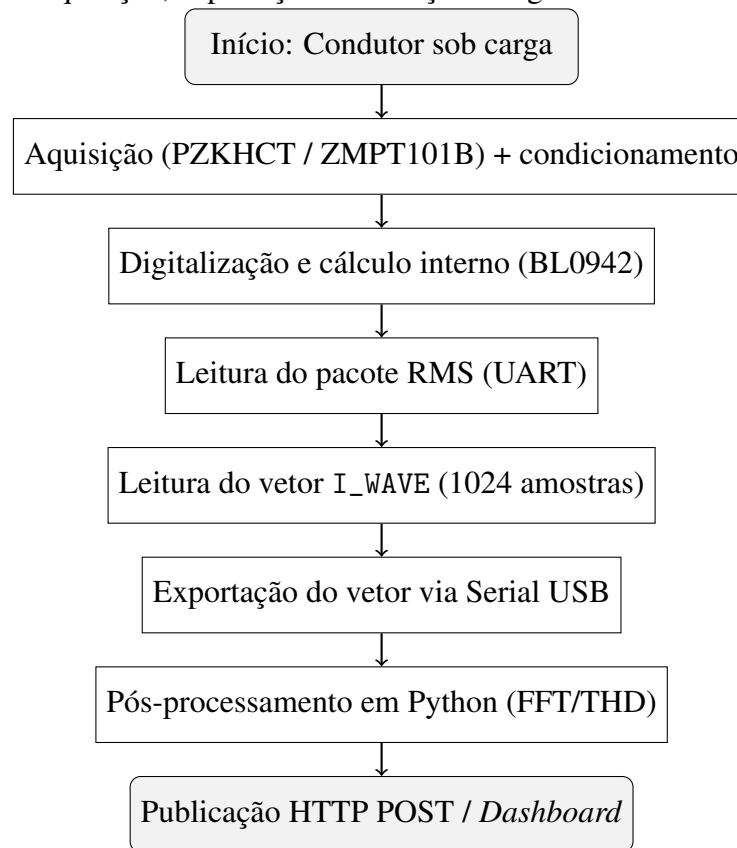 Início: Condutor sob carga
Aquisição (PZKHCT / ZMPT101B) + condicionamento
Digitalização e cálculo interno (BL0942)
Leitura do pacote RMS (UART)
Leitura do vetor I_WAVE (1024 amostras)
Exportação do vetor via Serial USB
Pós-processamento em Python (FFT/THD)
Publicação HTTP POST / Dashboard